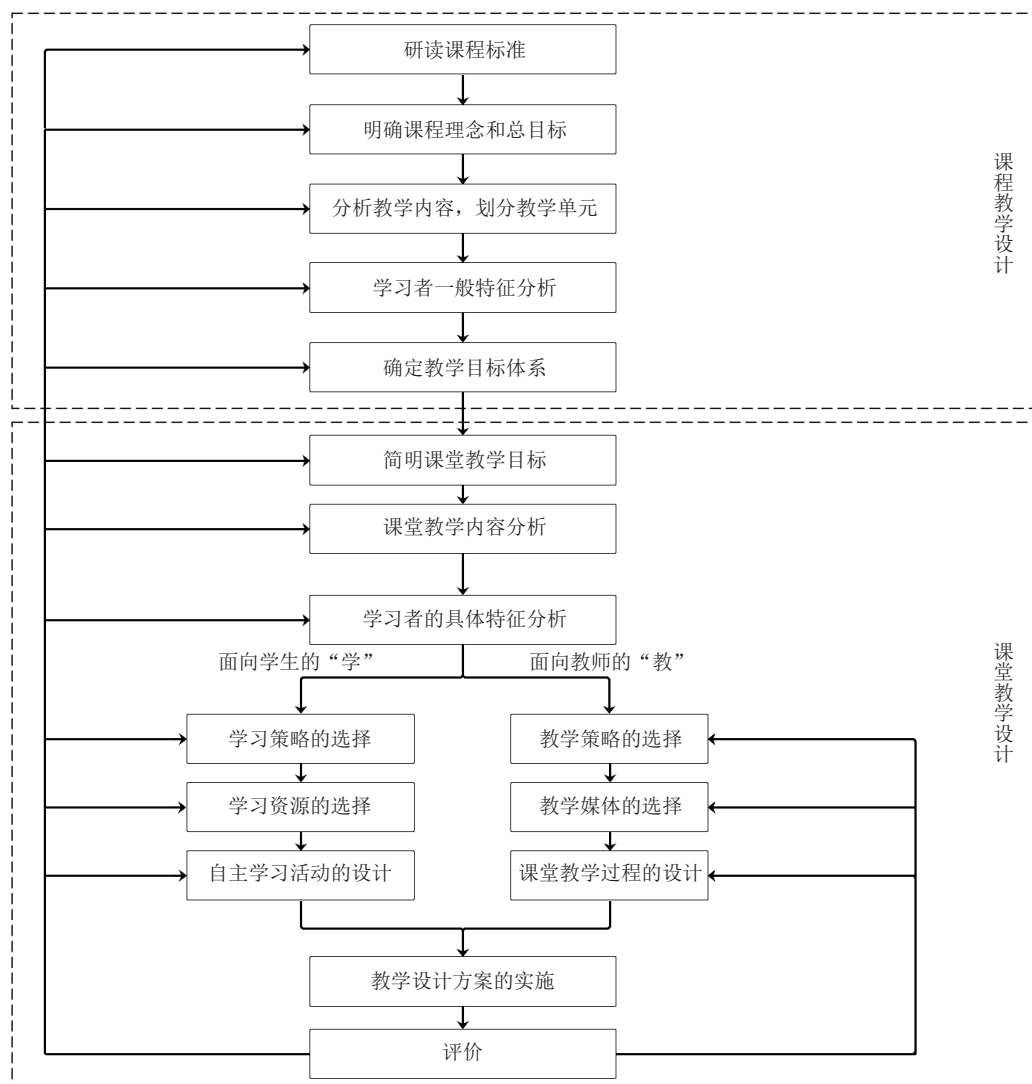 研读课程标准
明确课程理念和总目标
分析教学内容，划分教学单元
学习者一般特征分析
确定教学目标体系
课程教学设计
简明课堂教学目标
课堂教学内容分析
学习者的具体特征分析
面向学生的“学”
面向教师的“教”
学习策略的选择
教学策略的选择
学习资源的选择
教学媒体的选择
自主学习活动的设计
课堂教学过程的设计
课堂教学设计
教学设计方案的实施
评价